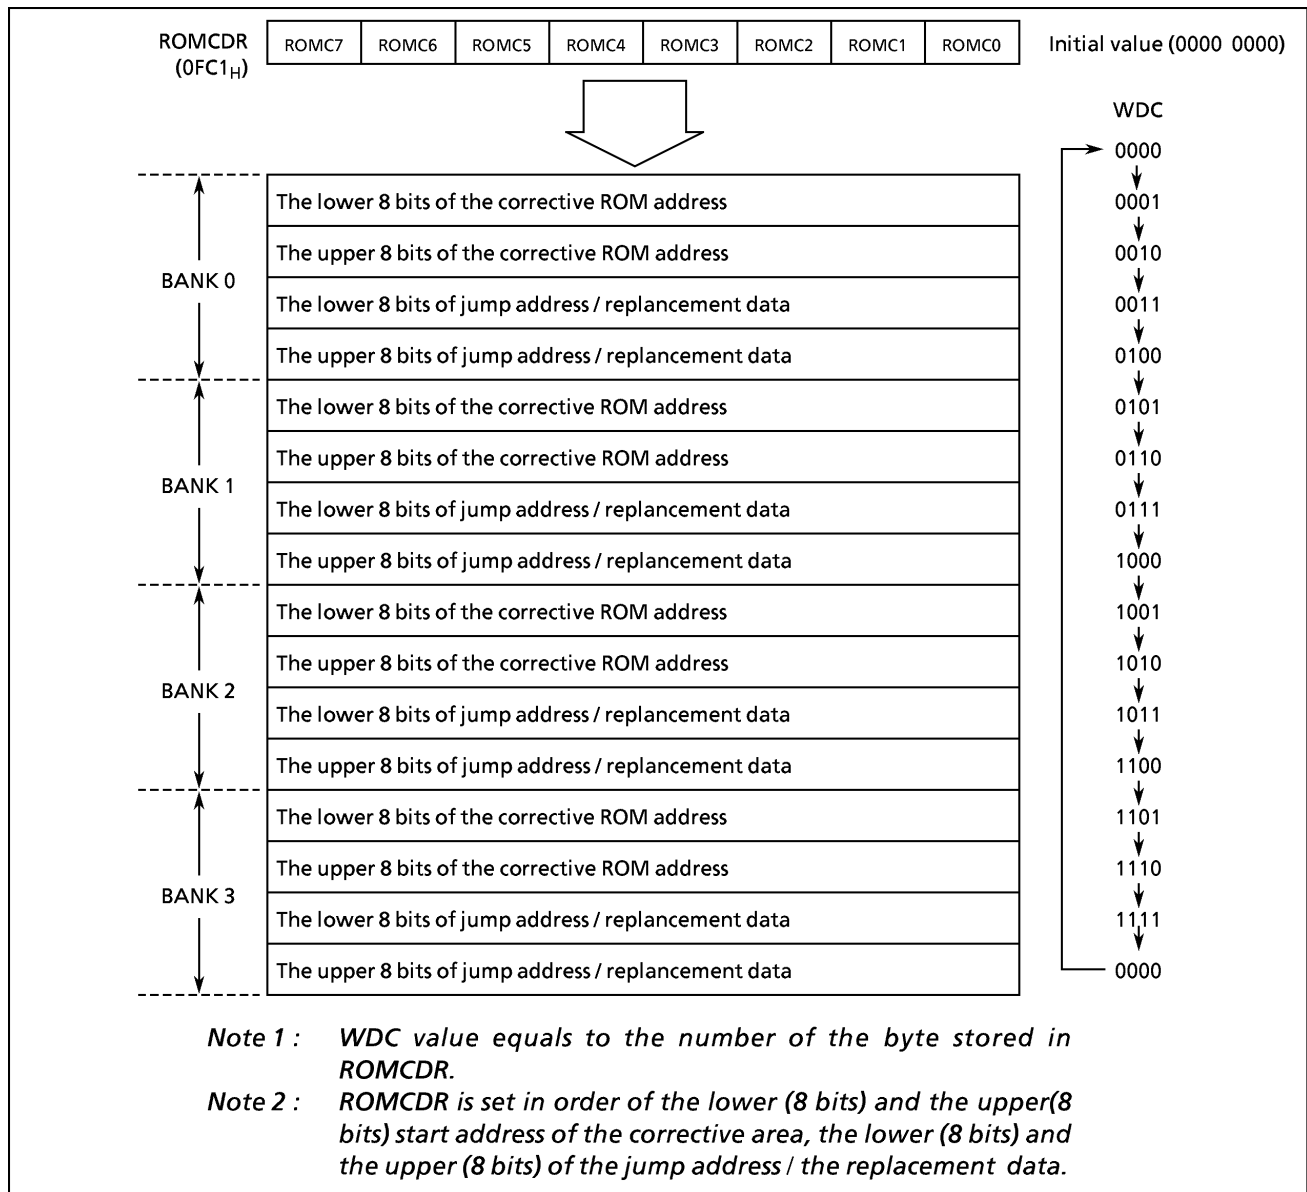 ROMCDR ROMC7 ROMC6 ROMC5 ROMC4 ROMC3 ROMC2 ROMC1 ROMC0 Initial value (0000 0000)
(0FC1H)
WDC
0000
The lower 8 bits of the corrective ROM address 0001
The upper 8 bits of the corrective ROM address 0010
BANK 0
The lower 8 bits of jump address / replancement data 0011
The upper 8 bits of jump address / replancement data 0100
The lower 8 bits of the corrective ROM address 0101
The upper 8 bits of the corrective ROM address 0110
BANK 1
The lower 8 bits of jump address / replancement data 0111
The upper 8 bits of jump address / replancement data 1000
The lower 8 bits of the corrective ROM address 1001
The upper 8 bits of the corrective ROM address 1010
BANK 2
The lower 8 bits of jump address / replancement data 1011
The upper 8 bits of jump address / replancement data 1100
The lower 8 bits of the corrective ROM address 1101
The upper 8 bits of the corrective ROM address 1110
BANK 3
The lower 8 bits of jump address / replancement data 1111
The upper 8 bits of jump address / replancement data 0000
Note 1 : WDC value equals to the number of the byte stored in
ROMCDR.
Note 2 : ROMCDR is set in order of the lower (8 bits) and the upper(8
bits) start address of the corrective area, the lower (8 bits) and
the upper (8 bits) of the jump address / the replacement data.